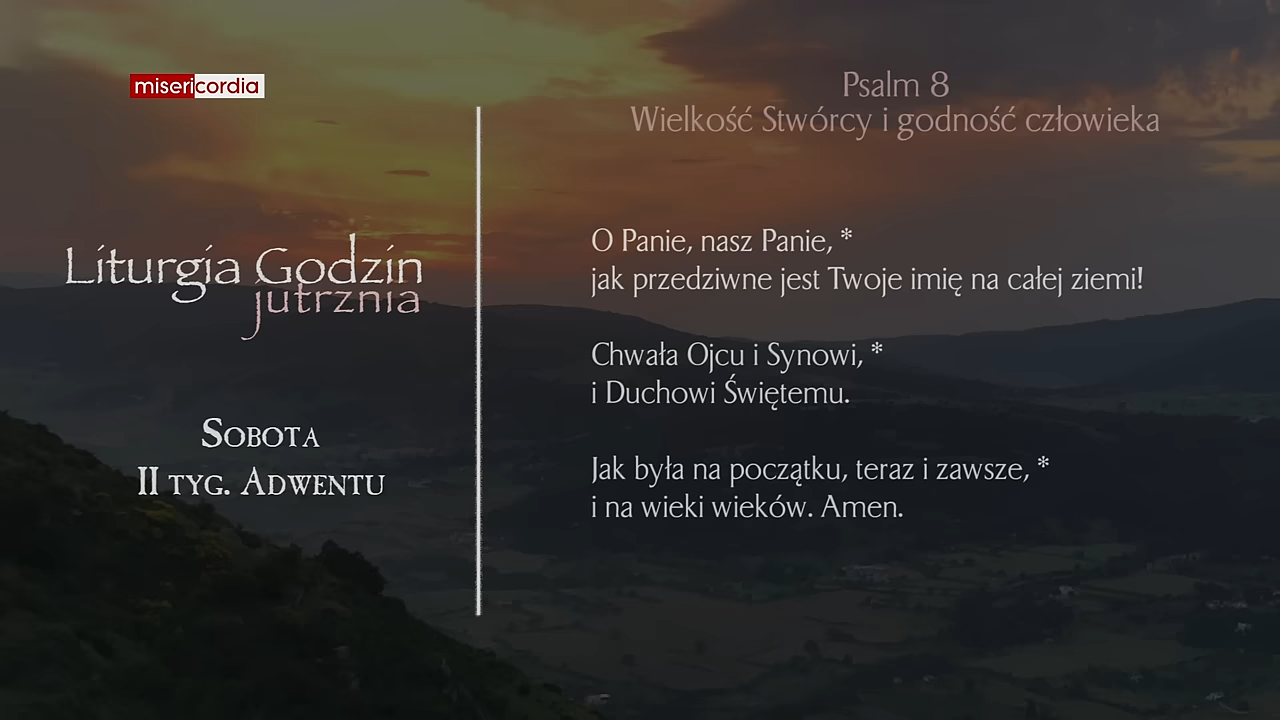 misericordia
Liturgia Godzin
jutrznia
Sobota
II tyg. Adwentu
Psalm 8
Wielkość Stwórcy i godność człowieka
O Panie, nasz Panie, *
jak przedziwne jest Twoje imię na całej ziemi!
Chwała Ojcu i Synowi, *
i Duchowi Świętemu.
Jak była na początku, teraz i zawsze, *
i na wieki wieków. Amen.